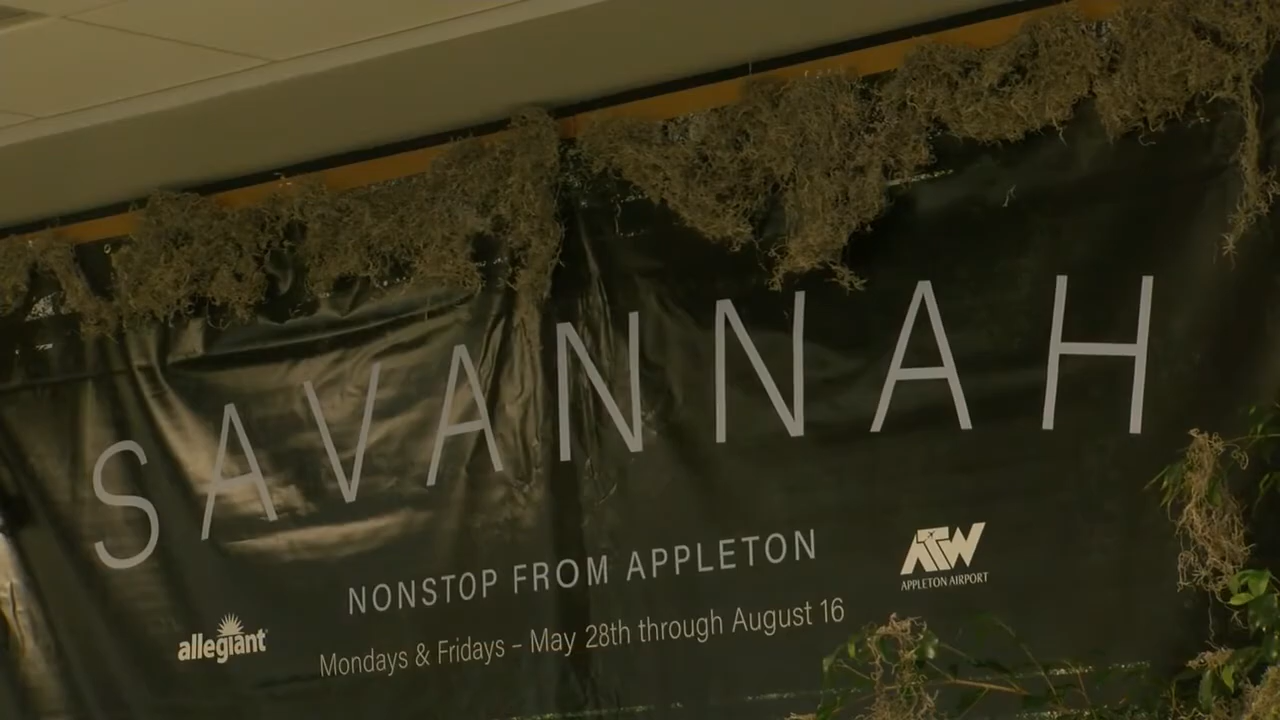 SAVANNAH
NONSTOP FROM APPLETON
Mondays & Fridays – May 28th through August 16
allegiant
ATW
APPLETON AIRPORT